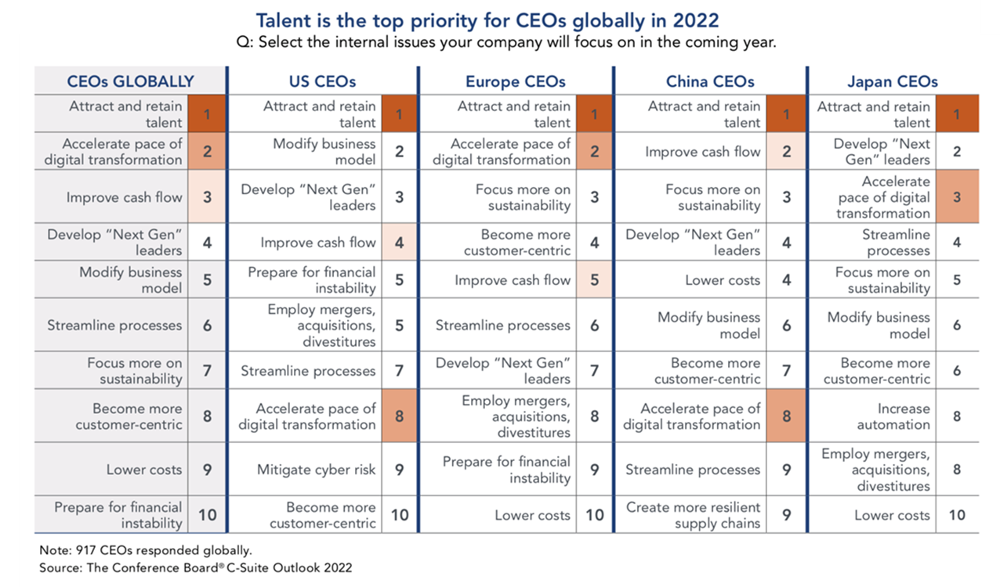 Talent is the top priority for CEOs globally in 2022
Q: Select the internal issues your company will focus on in the coming year.
CEOs GLOBALLY
US CEOs
Europe CEOs
China CEOs
Japan CEOs
Attract and retain
talent
1
Attract and retain
talent
1
Attract and retain
talent
1
Attract and retain
talent
1
Attract and retain
talent
1
Accelerate pace of
digital transformation
2
Modify business
model
2
Accelerate pace of
digital transformation
2
Improve cash flow
2
Develop “Next
Gen” leaders
2
Improve cash flow
3
Develop “Next Gen”
leaders
3
Focus more on
sustainability
3
Focus more on
sustainability
3
Accelerate
pace of digital
transformation
3
Develop “Next Gen”
leaders
4
Improve cash flow
4
Become more
customer-centric
4
Develop “Next Gen”
leaders
4
Streamline
processes
4
Modify business
model
5
Prepare for financial
instability
5
Improve cash flow
5
Lower costs
4
Focus more on
sustainability
5
Streamline processes
6
Employ mergers,
acquisitions,
divestitures
5
Streamline processes
6
Modify business
model
6
Modify business
model
6
Focus more on
sustainability
7
Streamline processes
7
Develop “Next Gen”
leaders
7
Become more
customer-centric
7
Become more
customer-centric
6
Become more
customer-centric
8
Accelerate pace of
digital transformation
8
Employ mergers,
acquisitions,
divestitures
8
Accelerate pace of
digital transformation
8
Increase
automation
8
Lower costs
9
Mitigate cyber risk
9
Prepare for financial
instability
9
Streamline processes
9
Employ mergers,
acquisitions,
divestitures
8
Prepare for financial
instability
10
Become more
customer-centric
10
Lower costs
10
Create more resilient
supply chains
9
Lower costs
10
Note: 917 CEOs responded globally.
Source: The Conference Board® C-Suite Outlook 2022